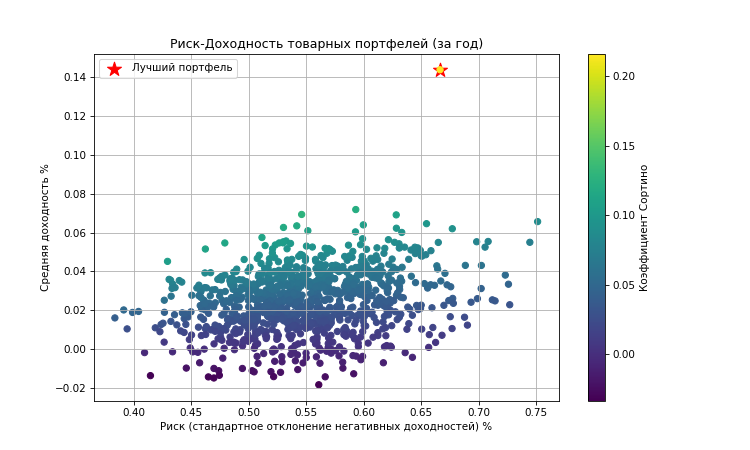 Риск-Доходность товарных портфелей (за год)
Лучший портфель
Средняя доходность %
0.14
0.12
0.10
0.08
0.06
0.04
0.02
0.00
−0.02
0.40 0.45 0.50 0.55 0.60 0.65 0.70 0.75
Риск (стандартное отклонение негативных доходностей) %
0.20
0.15
0.10
0.05
0.00
Коэффициент Сортино